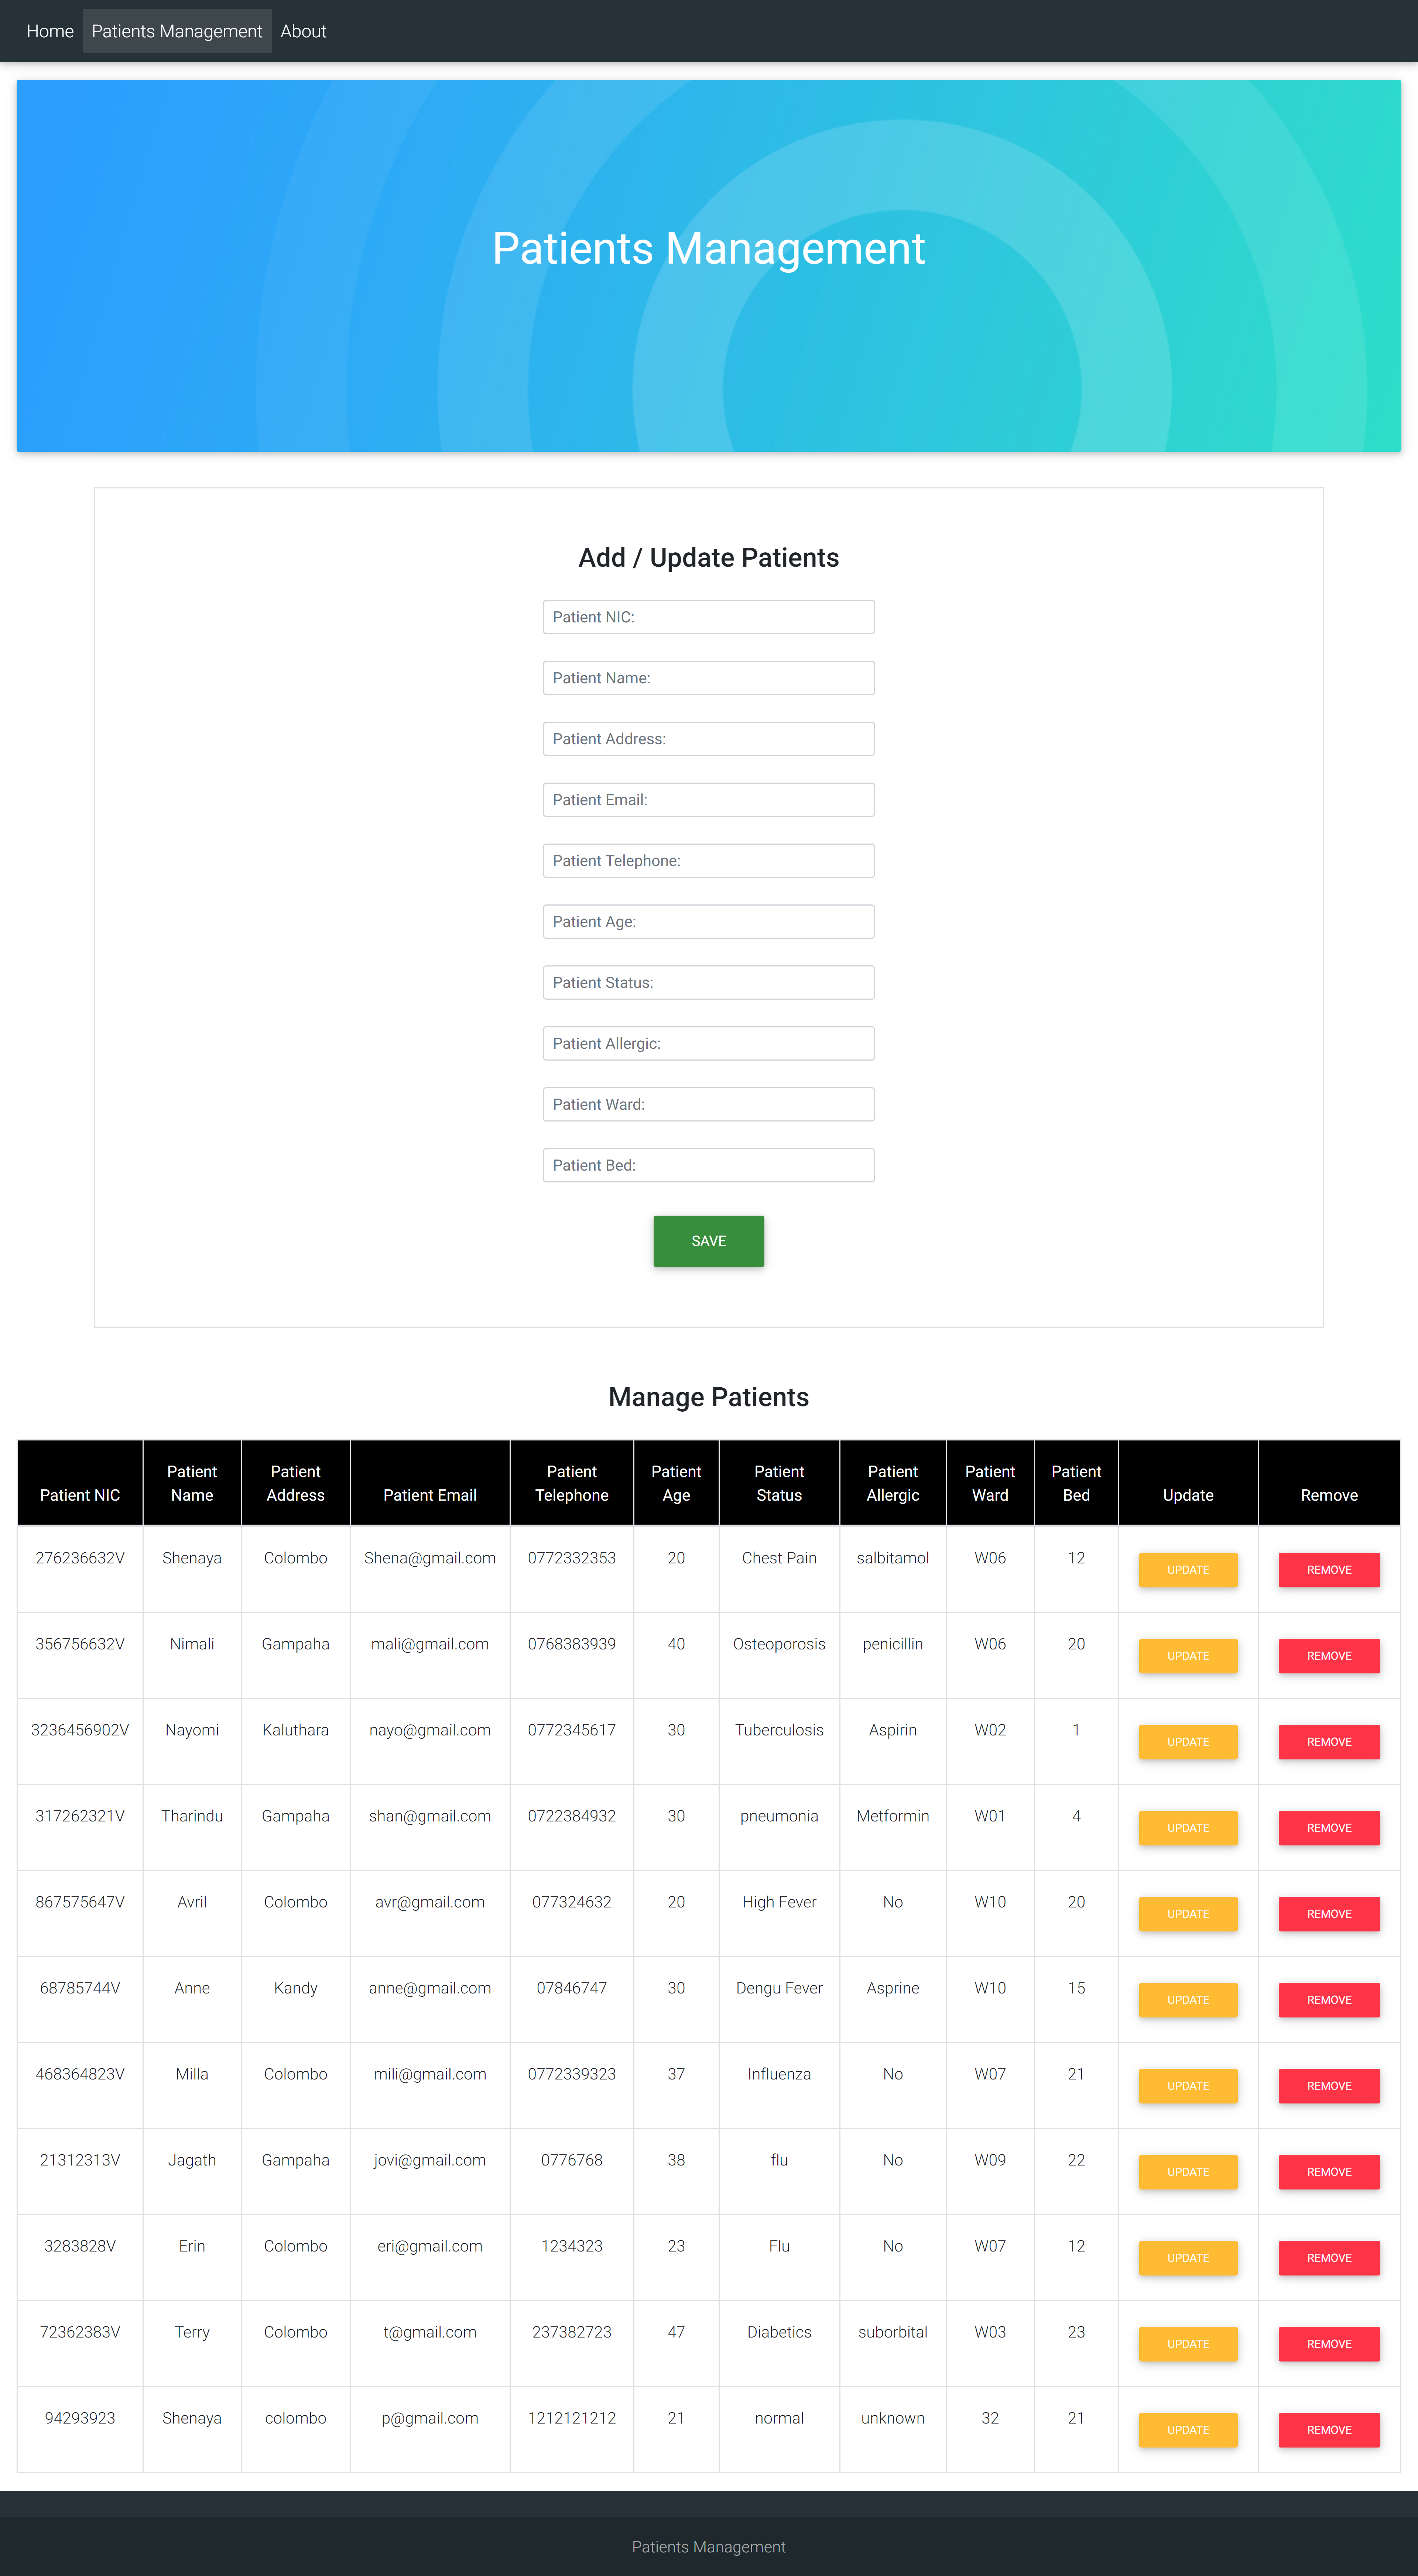 Home Patients Management About
Patients Management
Add / Update Patients
Patient NIC:
Patient Name:
Patient Address:
Patient Email:
Patient Telephone:
Patient Age:
Patient Status:
Patient Allergic:
Patient Ward:
Patient Bed:
SAVE
Manage Patients
Patient NIC Patient Name Patient Address Patient Email Patient Telephone Patient Age Patient Status Patient Allergic Patient Ward Patient Bed Update Remove
276236632V Shenaya Colombo Shena@gmail.com 0772332353 20 Chest Pain salbitamol W06 12 UPDATE REMOVE
356756632V Nimali Gampaha mali@gmail.com 0768383939 40 Osteoporosis penicillin W06 20 UPDATE REMOVE
3236456902V Nayomi Kaluthara nayo@gmail.com 0772345617 30 Tuberculosis Aspirin W02 1 UPDATE REMOVE
317262321V Tharindu Gampaha shan@gmail.com 0722384932 30 pneumonia Metformin W01 4 UPDATE REMOVE
867575647V Avril Colombo avr@gmail.com 077324632 20 High Fever No W10 20 UPDATE REMOVE
68785744V Anne Kandy anne@gmail.com 07846747 30 Dengu Fever Asprine W10 15 UPDATE REMOVE
468364823V Milla Colombo mili@gmail.com 0772339323 37 Influenza No W07 21 UPDATE REMOVE
21312313V Jagath Gampaha jovi@gmail.com 0776768 38 flu No W09 22 UPDATE REMOVE
3283828V Erin Colombo eri@gmail.com 1234323 23 Flu No W07 12 UPDATE REMOVE
72362383V Terry Colombo t@gmail.com 237382723 47 Diabetics suborbital W03 23 UPDATE REMOVE
94293923 Shenaya colombo p@gmail.com 1212121212 21 normal unknown 32 21 UPDATE REMOVE
Patients Management